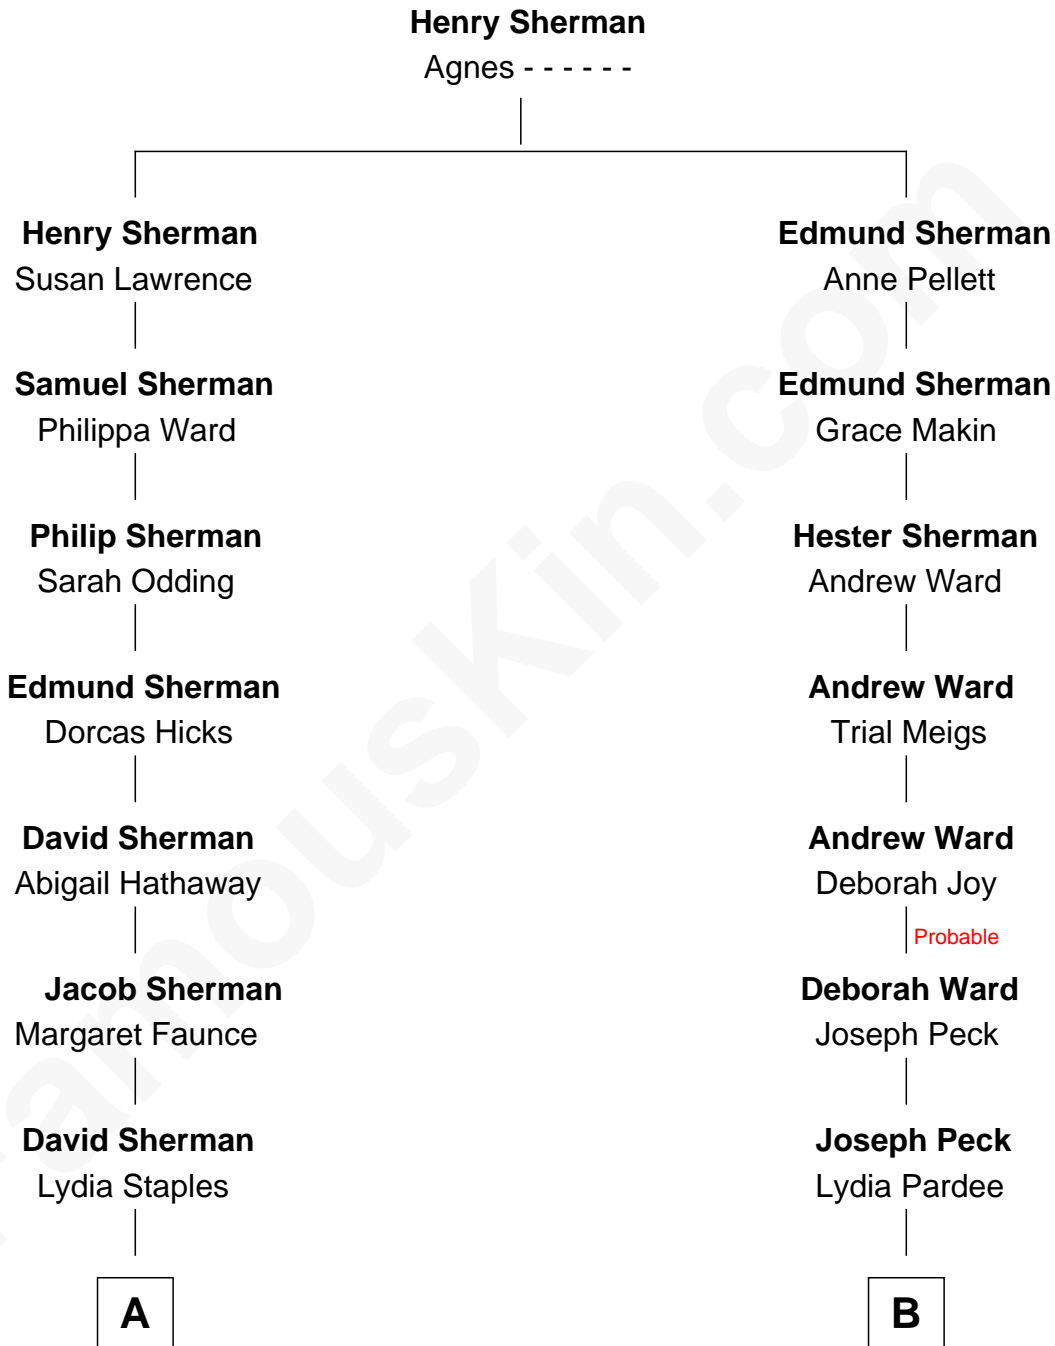 Henry Sherman
Agnes - - - - - -
Henry Sherman
Susan Lawrence
Samuel Sherman
Philippa Ward
Philip Sherman
Sarah Odding
Edmund Sherman
Dorcas Hicks
David Sherman
Abigail Hathaway
Jacob Sherman
Margaret Faunce
David Sherman
Lydia Staples
A
Edmund Sherman
Anne Pellett
Edmund Sherman
Grace Makin
Hester Sherman
Andrew Ward
Andrew Ward
Trial Meigs
Andrew Ward
Deborah Joy
Probable
Deborah Ward
Joseph Peck
Joseph Peck
Lydia Pardee
B
FamousKin.com